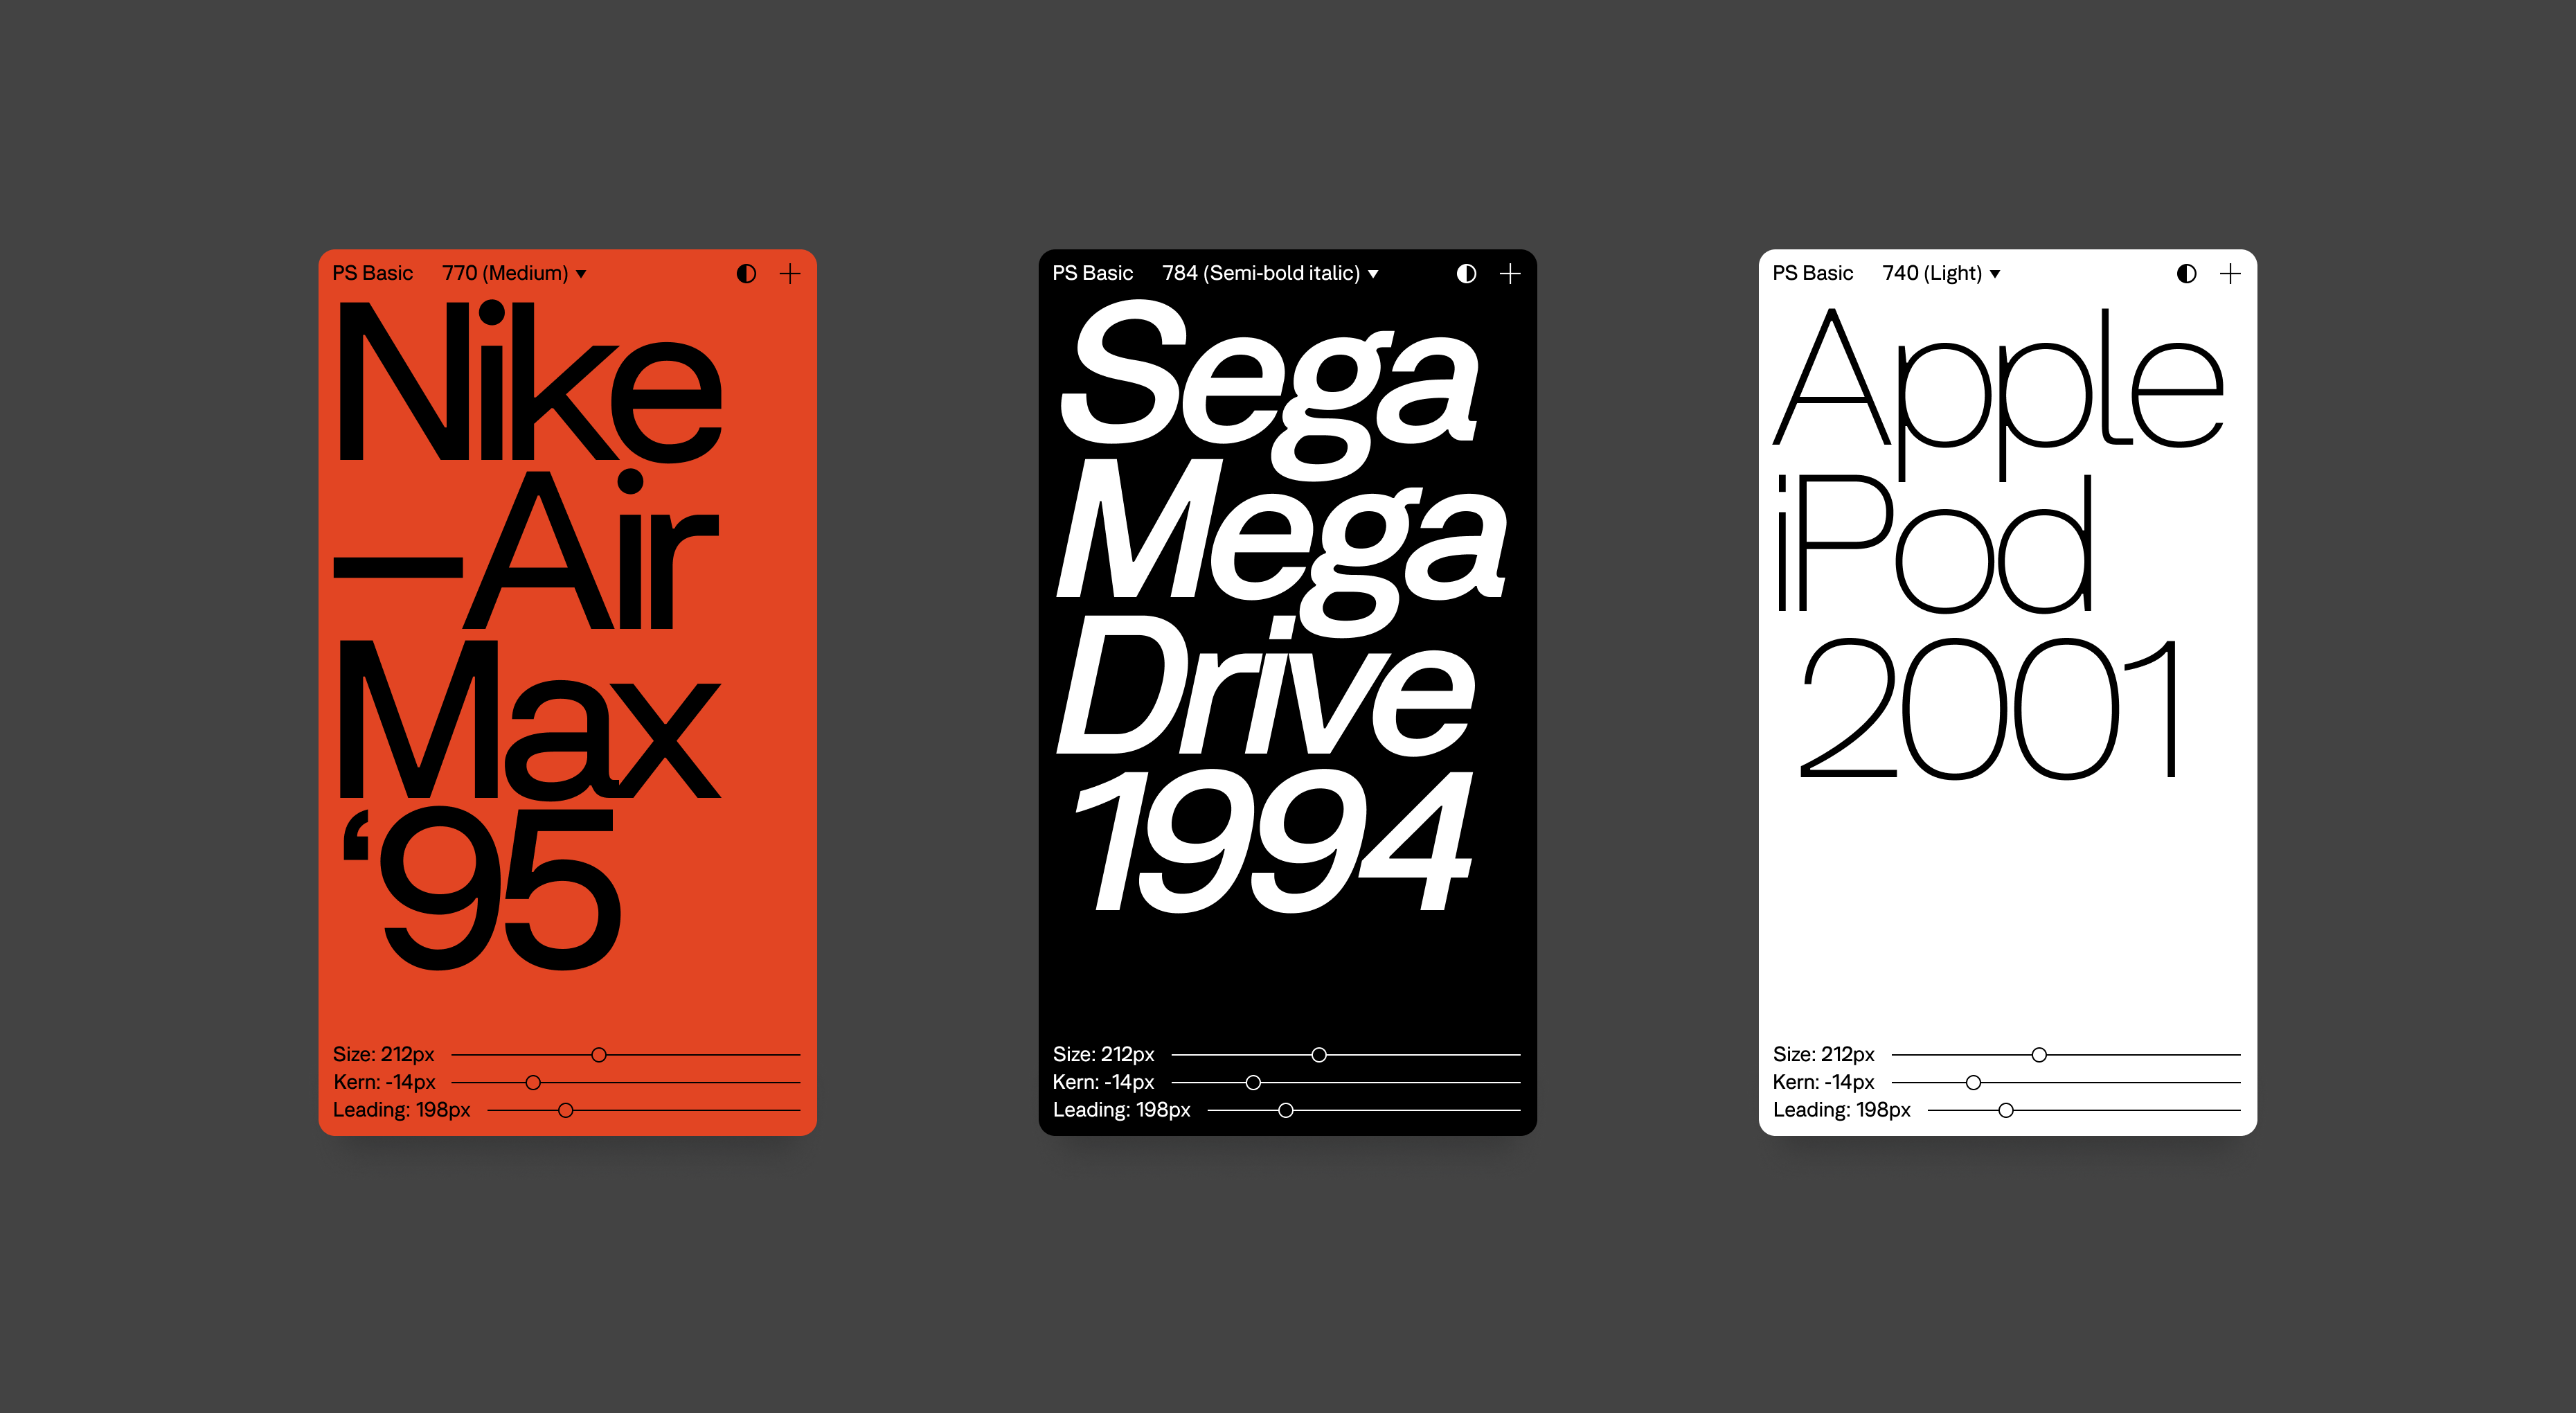 PS Basic 770 (Medium)
Nike
—Air
Max
‘95
Size: 212px
Kern: -14px
Leading: 198px
PS Basic 784 (Semi-bold italic)
Sega
Mega
Drive
1994
Size: 212px
Kern: -14px
Leading: 198px
PS Basic 740 (Light)
Apple
iPod
2001
Size: 212px
Kern: -14px
Leading: 198px